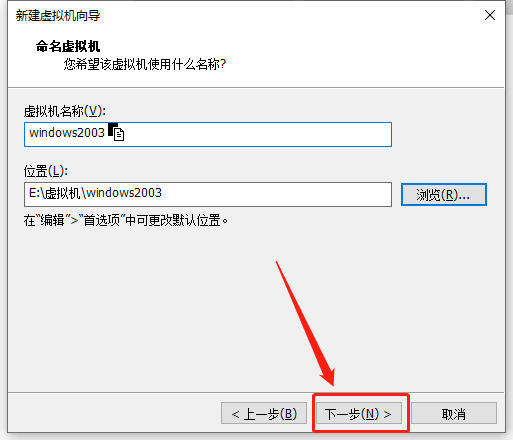 新建虚拟机向导
命名虚拟机
您希望该虚拟机使用什么名称?
虚拟机名称(V):
windows2003
位置(L):
E:\虚拟机\windows2003
浏览(R)...
在“编辑”>“首选项”中可更改默认位置。
< 上一步(B)
下一步(N) >
取消